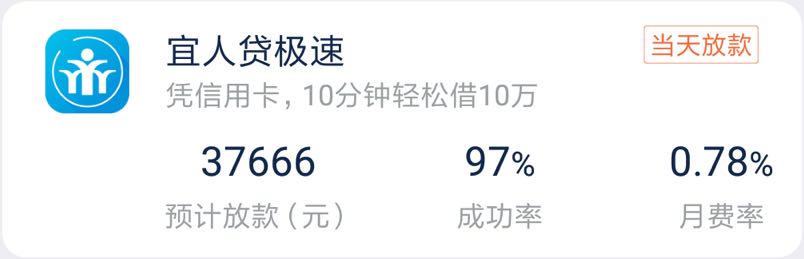 宜人贷极速
当天放款
凭信用卡，10分钟轻松借10万
37666 97% 0.78%
预计放款（元） 成功率 月费率